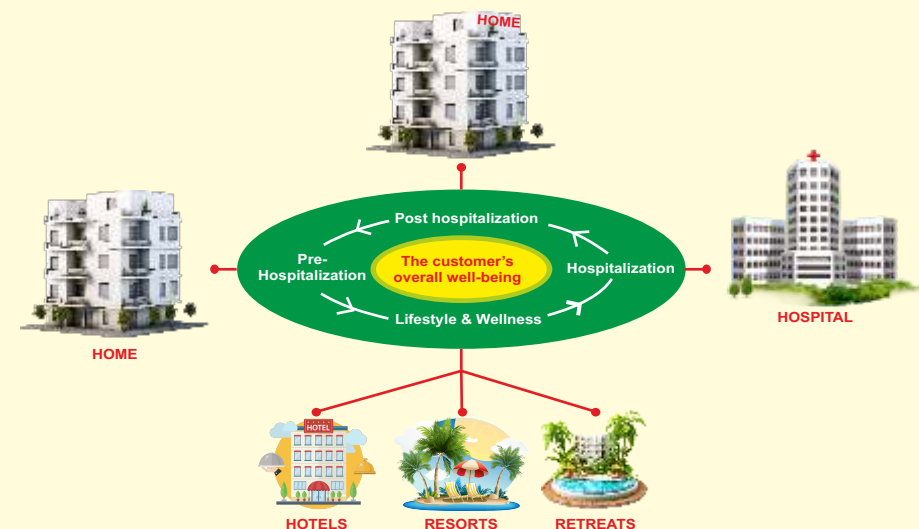 HOME
Post hospitalization
Pre-
Hospitalization
The customer's
overall well-being
Hospitalization
Lifestyle & Wellness
HOME
HOSPITAL
HOTEL
HOTELS
RESORTS
RETREATS